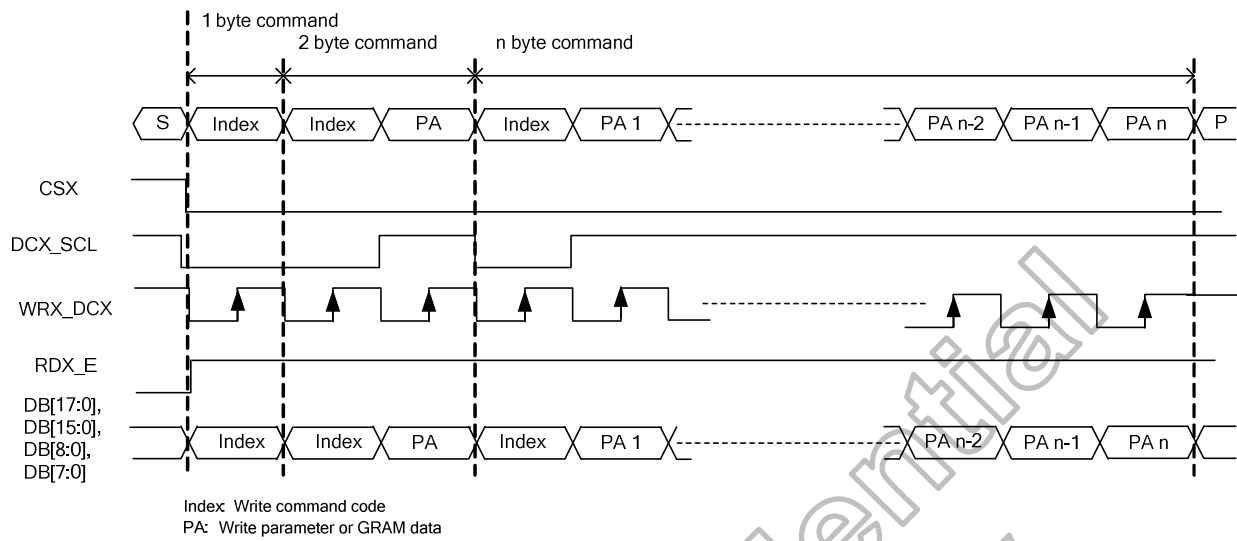 1 byte command
2 byte command
n byte command
S Index Index PA Index PA 1 PA n-2 PA n-1 PA n P
CSX
DCX_SCL
WRX_DCX
RDX_E
DB[17:0],
DB[15:0],
DB[8:0],
DB[7:0]
Index Index PA Index PA 1 PA n-2 PA n-1 PA n
Index: Write command code
PA: Write parameter or GRAM data